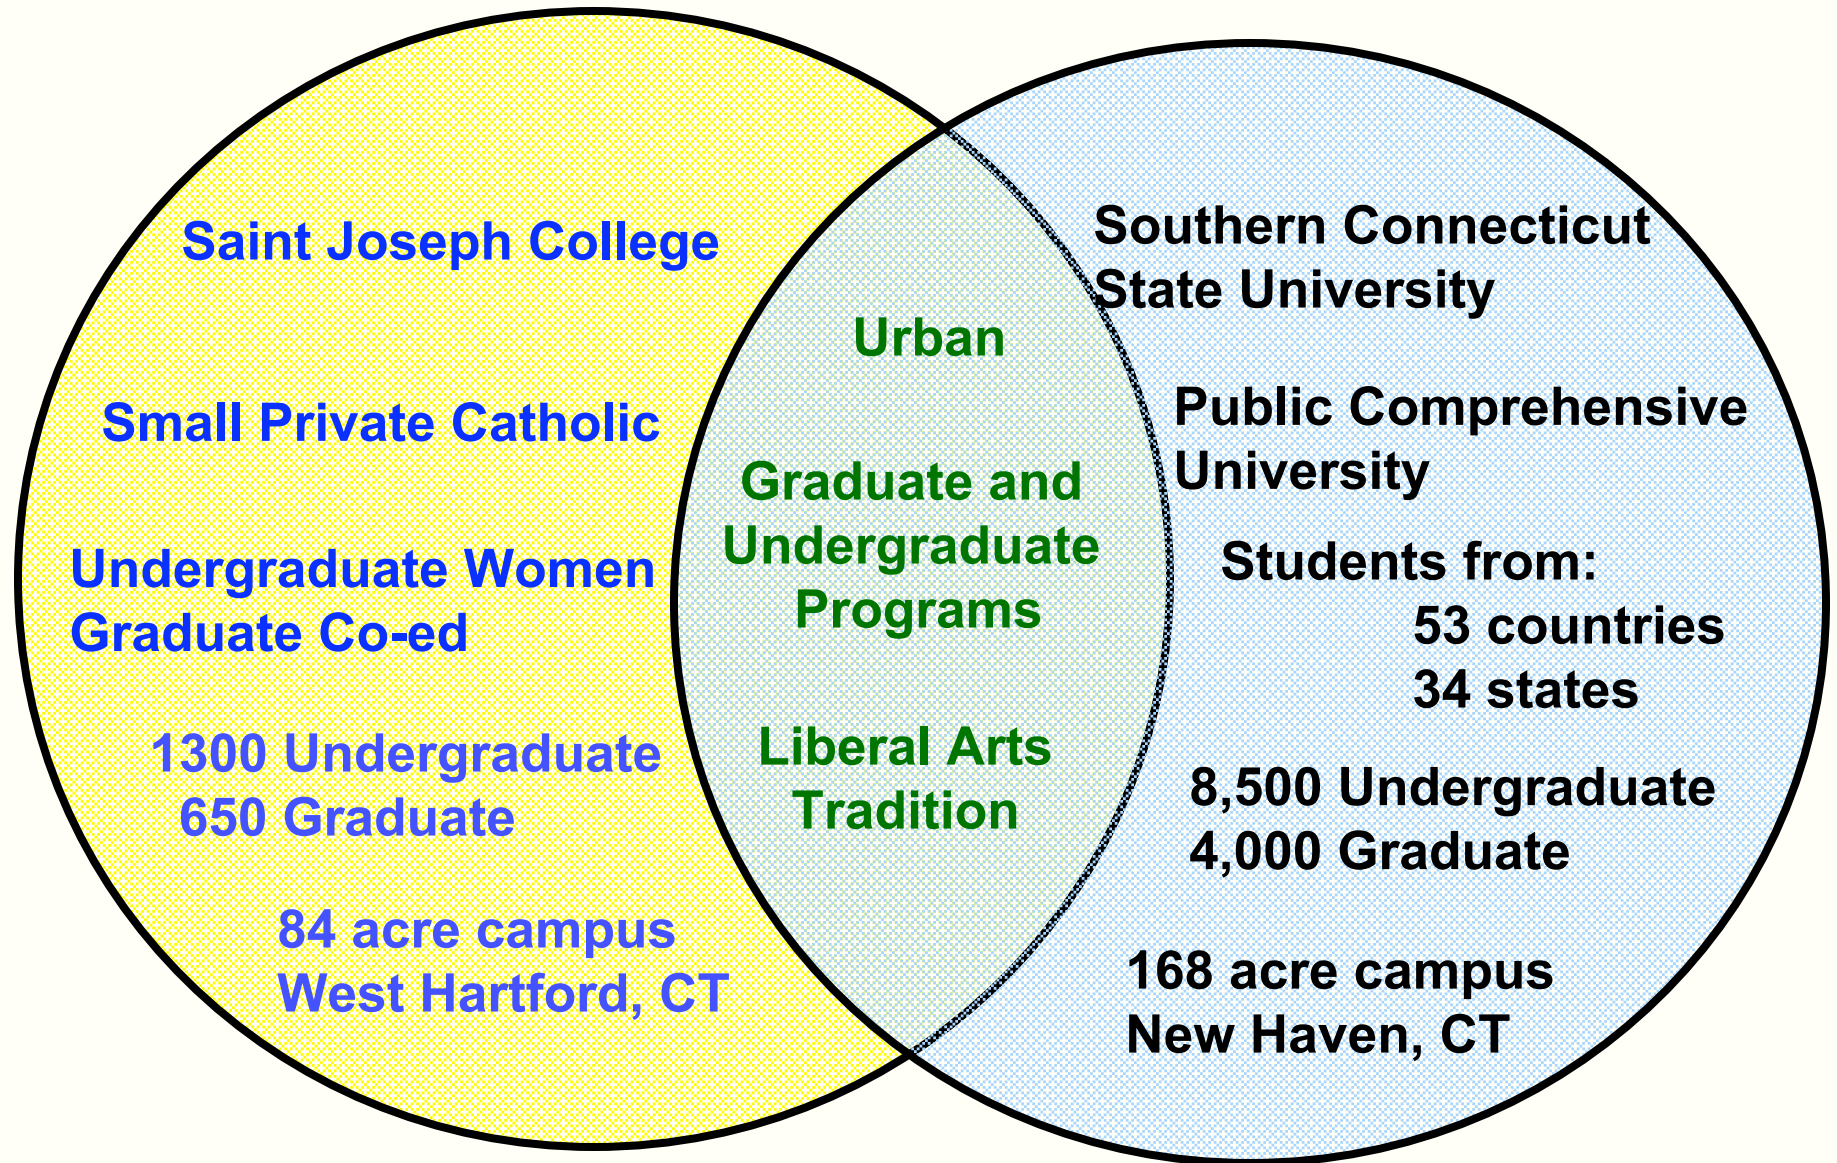 Saint Joseph College
Small Private Catholic
Undergraduate Women
Graduate Co-ed
1300 Undergraduate
650 Graduate
84 acre campus
West Hartford, CT
Urban
Graduate and
Undergraduate
Programs
Liberal Arts
Tradition
Southern Connecticut
State University
Public Comprehensive
University
Students from:
53 countries
34 states
8,500 Undergraduate
4,000 Graduate
168 acre campus
New Haven, CT